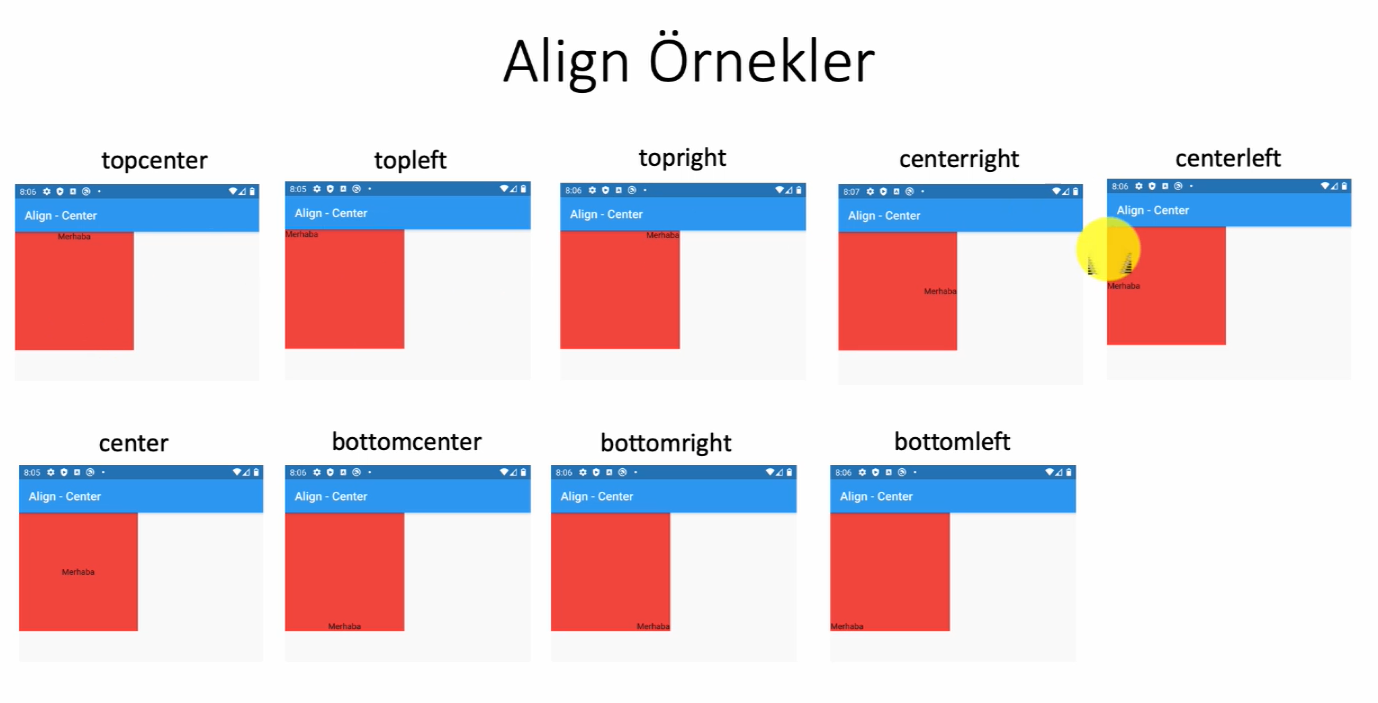 Align Örnekler
topcenter
8:06
Align - Center
Merhaba
topleft
8:05
Align - Center
Merhaba
topright
8:06
Align - Center
Merhaba
centerright
8:07
Align - Center
Merhaba
centerleft
8:06
Align - Center
Merhaba
center
8:05
Align - Center
Merhaba
bottomcenter
8:06
Align - Center
Merhaba
bottomright
8:06
Align - Center
Merhaba
bottomleft
8:06
Align - Center
Merhaba